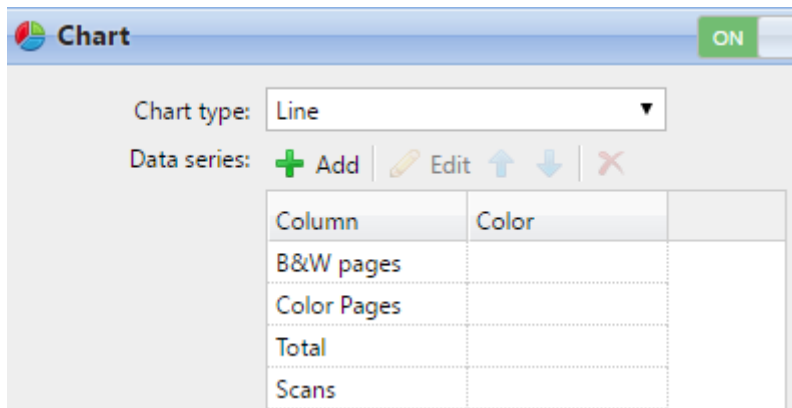 Chart ON
Chart type: Line
Data series: Add Edit
Column Color
B&W pages
Color Pages
Total
Scans